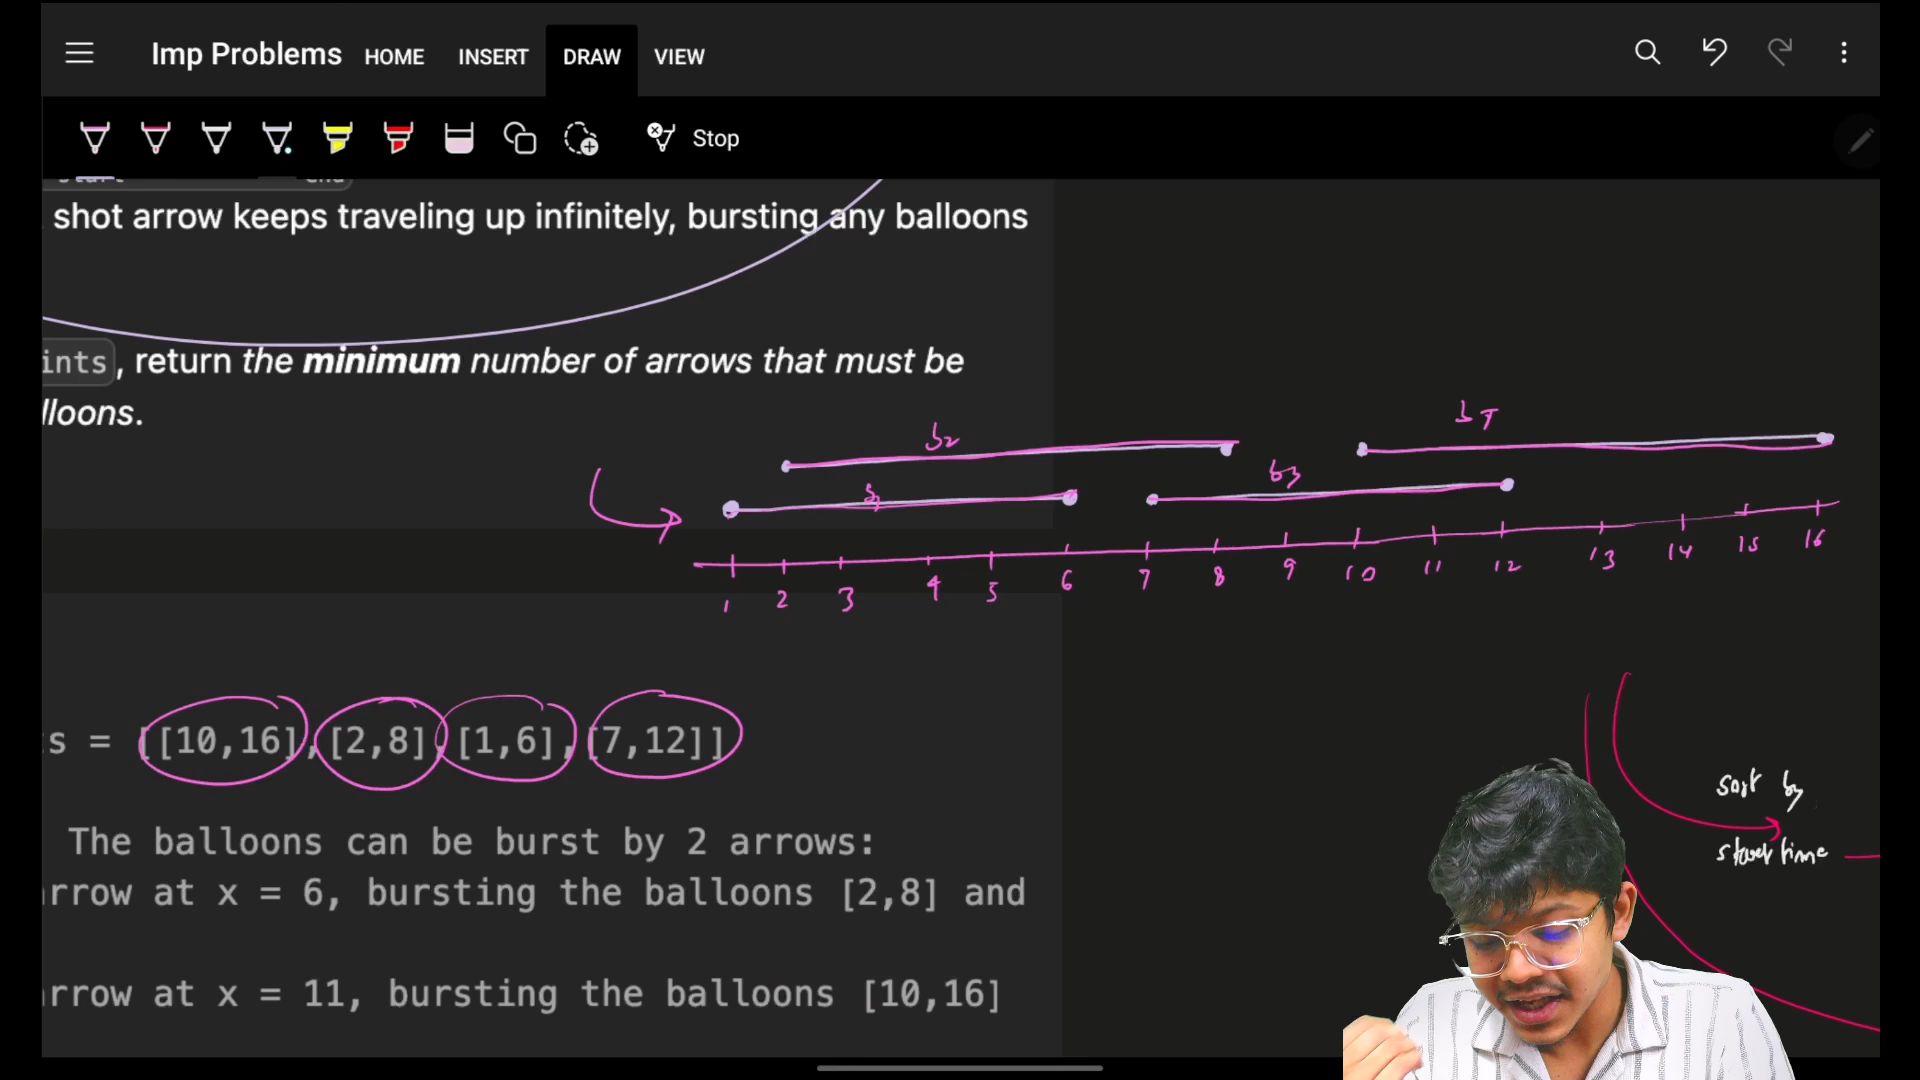 Imp Problems HOME INSERT DRAW VIEW
Stop
start end
shot arrow keeps traveling up infinitely, bursting any balloons
ints, return the minimum number of arrows that must be
lloons.
b2
b3
1 2 3 4 5 6 7 8 9 10 11 12 13 14 15 16
s = [[10,16],[2,8],[1,6],[7,12]]
The balloons can be burst by 2 arrows:
rrow at x = 6, bursting the balloons [2,8] and
rrow at x = 11, bursting the balloons [10,16]
sort by
start time